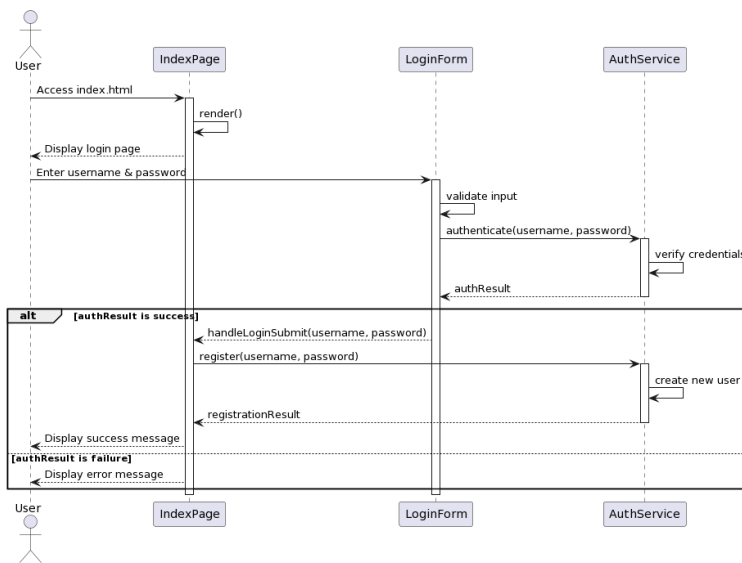 User
IndexPage
LoginForm
AuthService
Access index.html
render()
Display login page
Enter username & password
validate input
authenticate(username, password)
verify credentials
authResult
alt
[authResult is success]
handleLoginSubmit(username, password)
register(username, password)
create new user
registrationResult
Display success message
[authResult is failure]
Display error message
User
IndexPage
LoginForm
AuthService